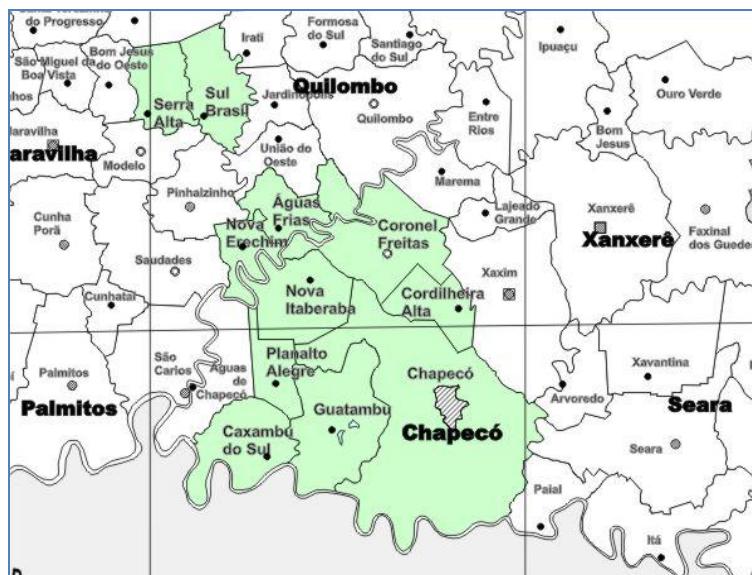 do Progresso
Formosa
do Sul
Irati
Santiago
do Sul
Ipuaçu
São Miguel da
Boa Vista
Bom Jesus
do Oeste
Serra
Alta
Sul
Brasil
Jardinópolis
Quilombo
Quilombo
Entre
Rios
Bom
Jesus
Ouro Verde
Maravilha
Modelo
União do
Oeste
Marema
Pinhalzinho
Águas
Frias
Coronel
Freitas
Lajeado
Grande
Xanxerê
Xanxerê
Faxinal
dos Guedes
Cunha
Porã
Nova
Erechim
Saudades
Xaxim
Cunhataí
Nova
Itaberaba
Cordilheira
Alta
Palmitos
Palmitos
São
Carlos
Águas
de
Chapecó
Planalto
Alegre
Guatambú
Chapecó
Chapecó
Caxambú
do Sul
Arvoredo
Xavantina
Seara
Seara
Paial
Itá